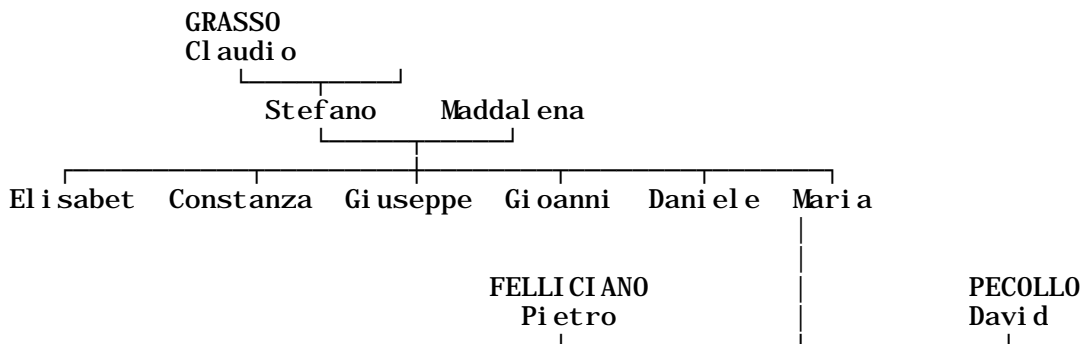 GRASSO
Claudio
Stefano Maddalena
Elisabet Constanza Giuseppe Gioanni Daniele Maria
FELLICIANO PECOLLO
Pietro David